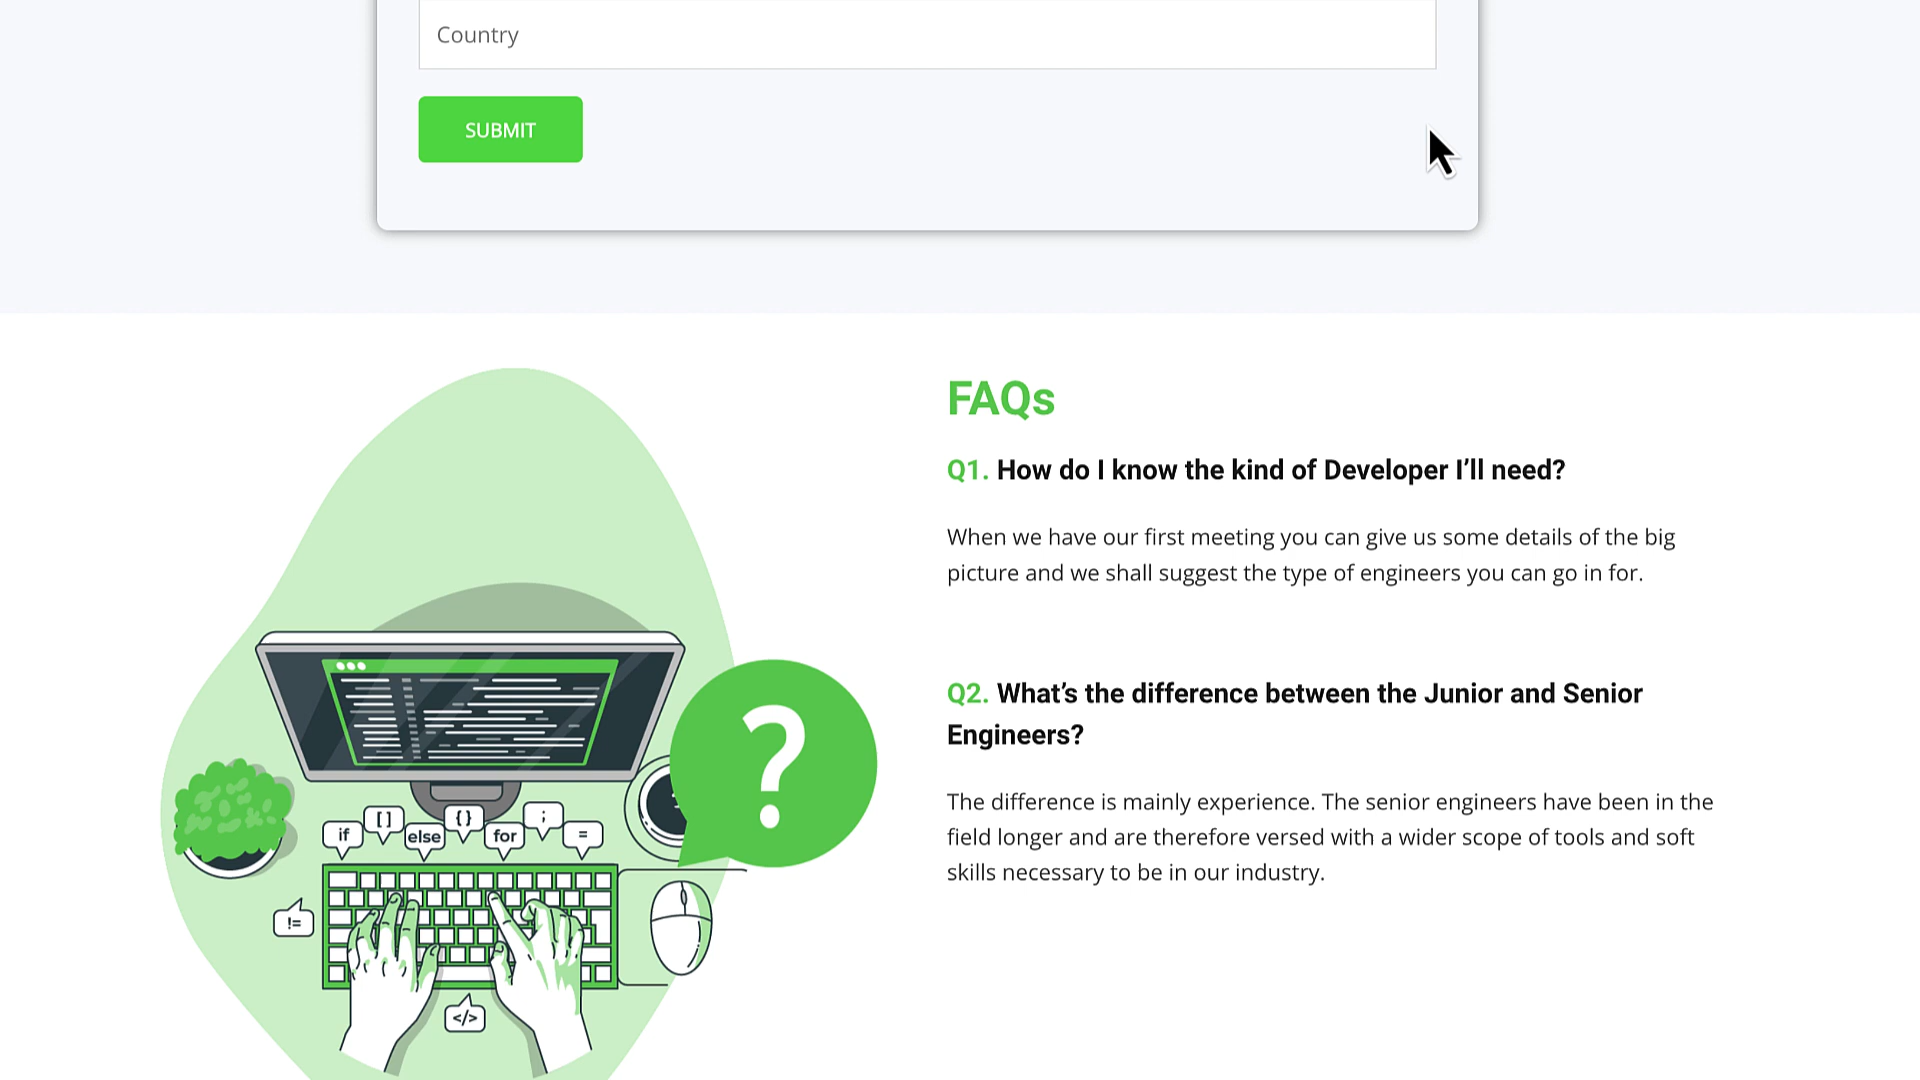 Country
SUBMIT
FAQs
Q1. How do I know the kind of Developer I’ll need?
When we have our first meeting you can give us some details of the big
picture and we shall suggest the type of engineers you can go in for.
Q2. What’s the difference between the Junior and Senior
Engineers?
The difference is mainly experience. The senior engineers have been in the
field longer and are therefore versed with a wider scope of tools and soft
skills necessary to be in our industry.
?
if
[ ]
else
{ }
for
;
=
!=
</>